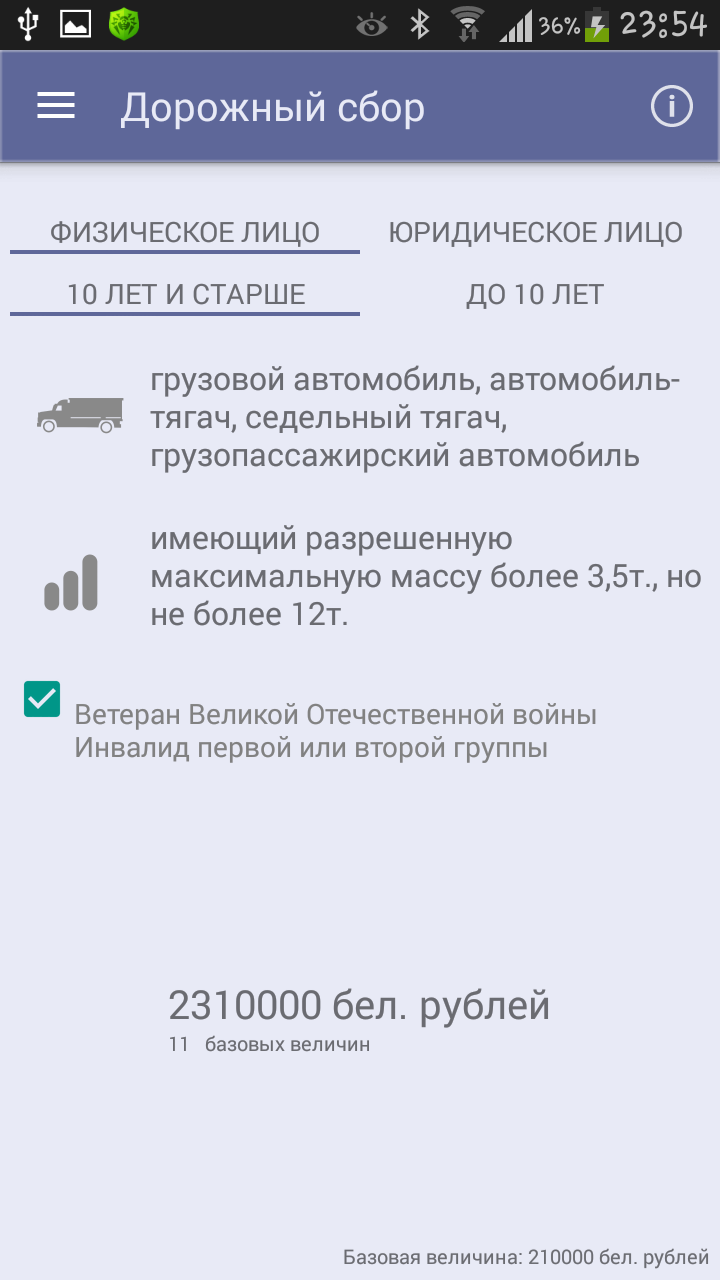 36% 23:54
Дорожный сбор
ФИЗИЧЕСКОЕ ЛИЦО ЮРИДИЧЕСКОЕ ЛИЦО
10 ЛЕТ И СТАРШЕ ДО 10 ЛЕТ
грузовой автомобиль, автомобиль-
тягач, седельный тягач,
грузопассажирский автомобиль
имеющий разрешенную
максимальную массу более 3,5т., но
не более 12т.
Ветеран Великой Отечественной войны
Инвалид первой или второй группы
2310000 бел. рублей
11 базовых величин
Базовая величина: 210000 бел. рублей